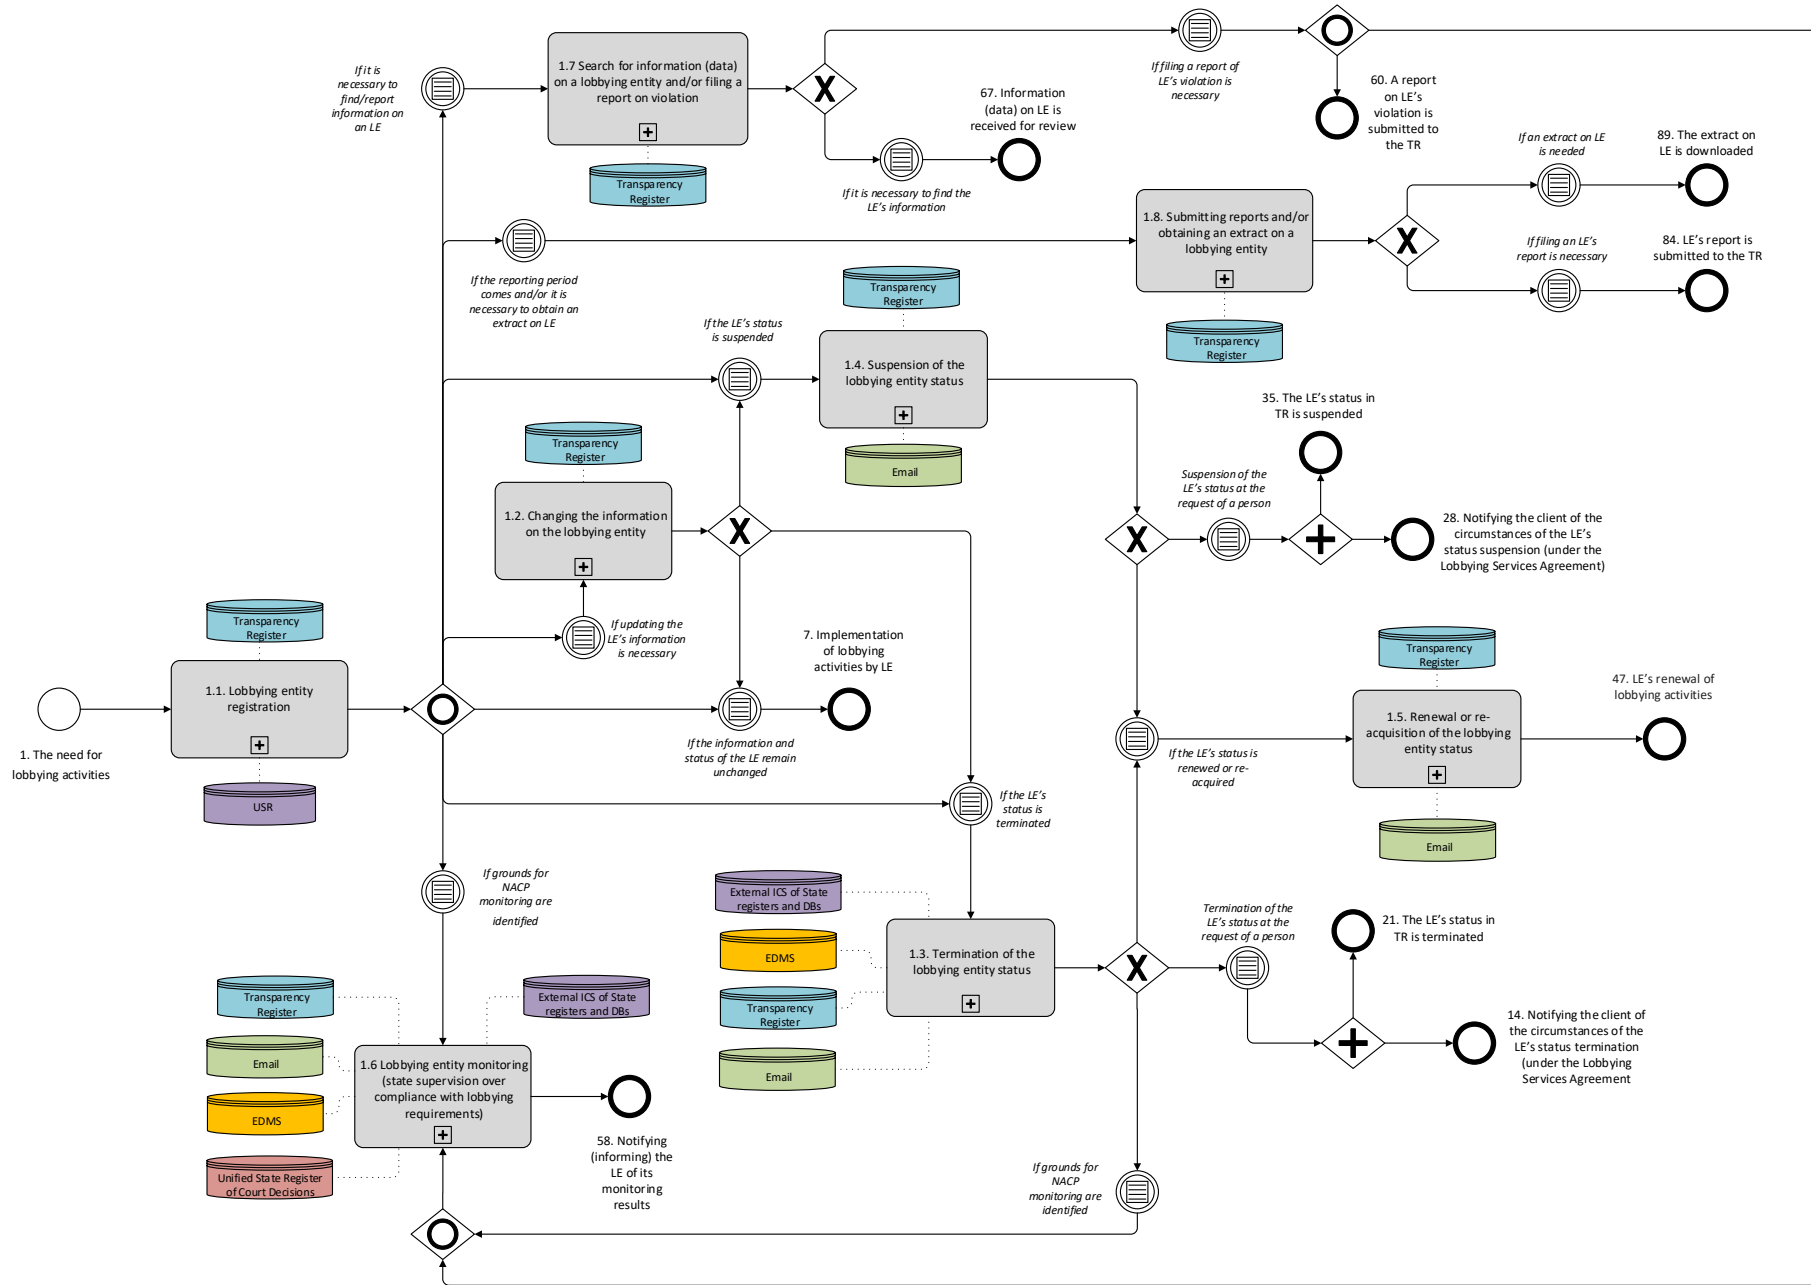 If it is
necessary to
find/report
information on
an LE
1.7 Search for information (data)
on a lobbying entity and/or filing a
report on violation
Transparency
Register
If filing a report of
LE's violation is
necessary
60. A report
on LE's
violation is
submitted to
the TR
67. Information
(data) on LE is
received for review
If it is necessary to find the
LE's information
If an extract on LE
is needed
89. The extract on
LE is downloaded
1.8. Submitting reports and/or
obtaining an extract on a
lobbying entity
Transparency
Register
If filing an LE's
report is necessary
84. LE's report is
submitted to the TR
If the reporting period
comes and/or it is
necessary to obtain an
extract on LE
If the LE's status
is suspended
Transparency
Register
1.4. Suspension of the
lobbying entity status
Email
35. The LE's status in
TR is suspended
Suspension of the
LE's status at the
request of a person
28. Notifying the client of the
circumstances of the LE's
status suspension (under the
Lobbying Services Agreement)
Transparency
Register
1.2. Changing the information
on the lobbying entity
If updating the
LE's information
is necessary
7. Implementation
of lobbying
activities by LE
If the information and
status of the LE remain
unchanged
Transparency
Register
1.1. Lobbying entity
registration
USR
1. The need for
lobbying activities
If the LE's
status is
terminated
If the LE's status is
renewed or re-
acquired
Transparency
Register
1.5. Renewal or re-
acquisition of the lobbying
entity status
Email
47. LE's renewal of
lobbying activities
If grounds for
NACP
monitoring are
identified
External ICS of State
registers and DBs
EDMS
Transparency
Register
Email
1.3. Termination of the
lobbying entity status
Termination of the
LE's status at the
request of a person
21. The LE's status in
TR is terminated
14. Notifying the client of
the circumstances of the
LE's status termination
(under the Lobbying
Services Agreement
Transparency
Register
External ICS of State
registers and DBs
Email
EDMS
Unified State Register
of Court Decisions
1.6 Lobbying entity monitoring
(state supervision over
compliance with lobbying
requirements)
58. Notifying
(informing) the
LE of its
monitoring
results
If grounds for
NACP
monitoring are
identified